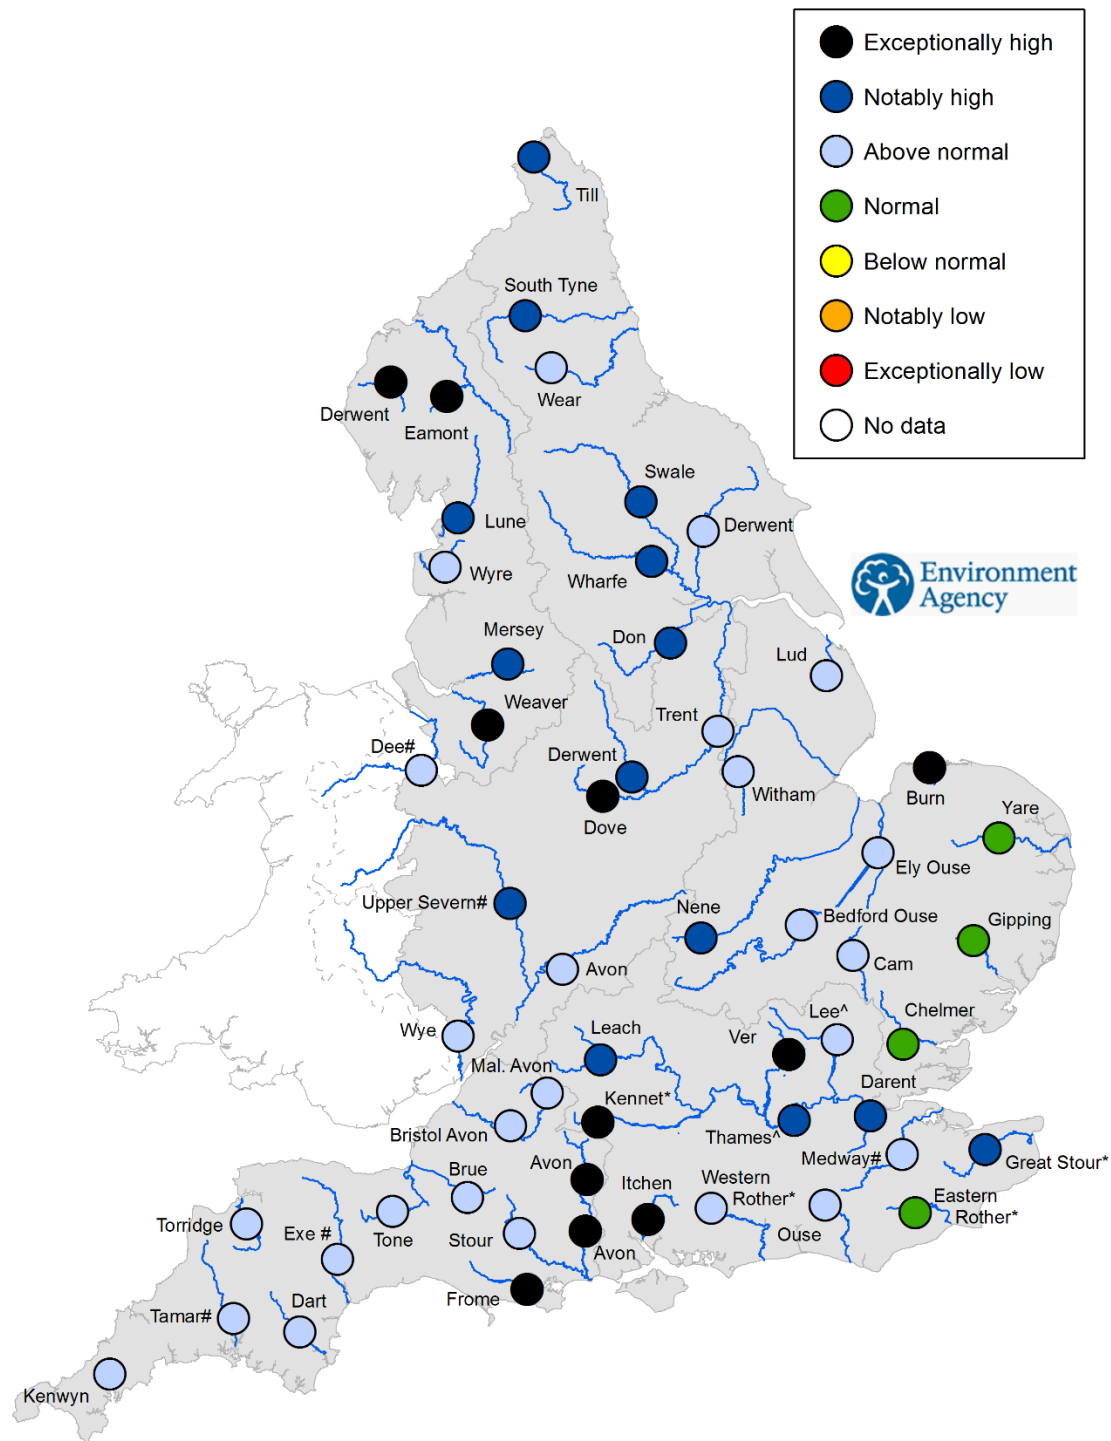 Exceptionally high
Notably high
Above normal
Normal
Below normal
Notably low
Exceptionally low
No data
Environment
Agency
Till
South Tyne
Wear
Derwent
Eamont
Swale
Lune
Derwent
Wyre
Wharfe
Mersey
Don
Lud
Weaver
Trent
Dee#
Derwent
Witham
Dove
Burn
Yare
Ely Ouse
Upper Severn#
Nene
Bedford Ouse
Gipping
Avon
Cam
Wye
Leach
Ver
Lee^
Chelmer
Mal. Avon
Kennet*
Darent
Bristol Avon
Thames^
Medway#
Great Stour*
Brue
Avon
Itchen
Western
Rother*
Eastern
Rother*
Torridge
Exe #
Tone
Stour
Avon
Ouse
Frome
Tamar#
Dart
Kenwyn